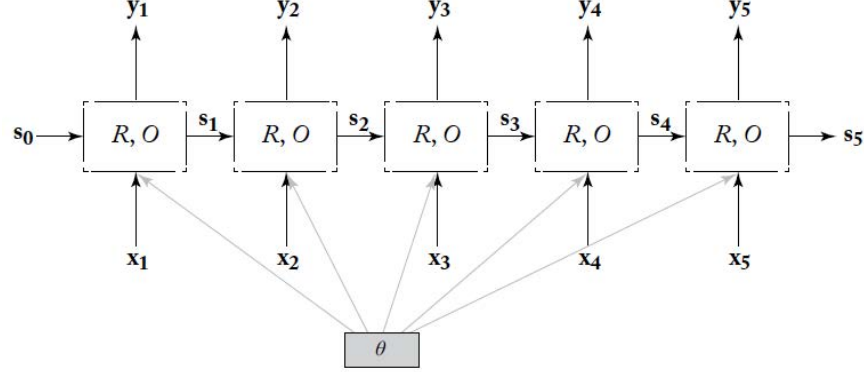 y1 y2 y3 y4 y5
s0 R, O s1 R, O s2 R, O s3 R, O s4 R, O s5
x1 x2 x3 x4 x5
θ